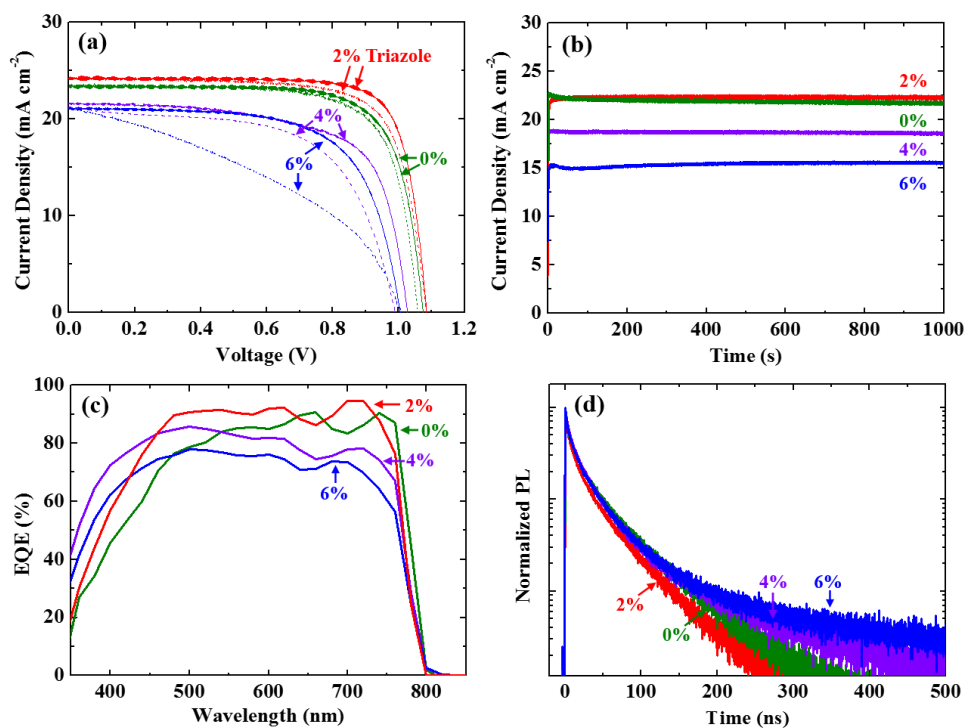 (a)
2% Triazole
4%
6%
0%
Current Density (mA cm-2)
30
20
10
0
0.0 0.2 0.4 0.6 0.8 1.0 1.2
Voltage (V)
(b)
2%
0%
4%
6%
Current Density (mA cm-2)
30
25
20
15
10
5
0
0 200 400 600 800 1000
Time (s)
(c)
2%
0%
4%
6%
EQE (%)
100
80
60
40
20
0
400 500 600 700 800
Wavelength (nm)
(d)
2%
0%
4%
6%
Normalized PL
0 100 200 300 400 500
Time (ns)